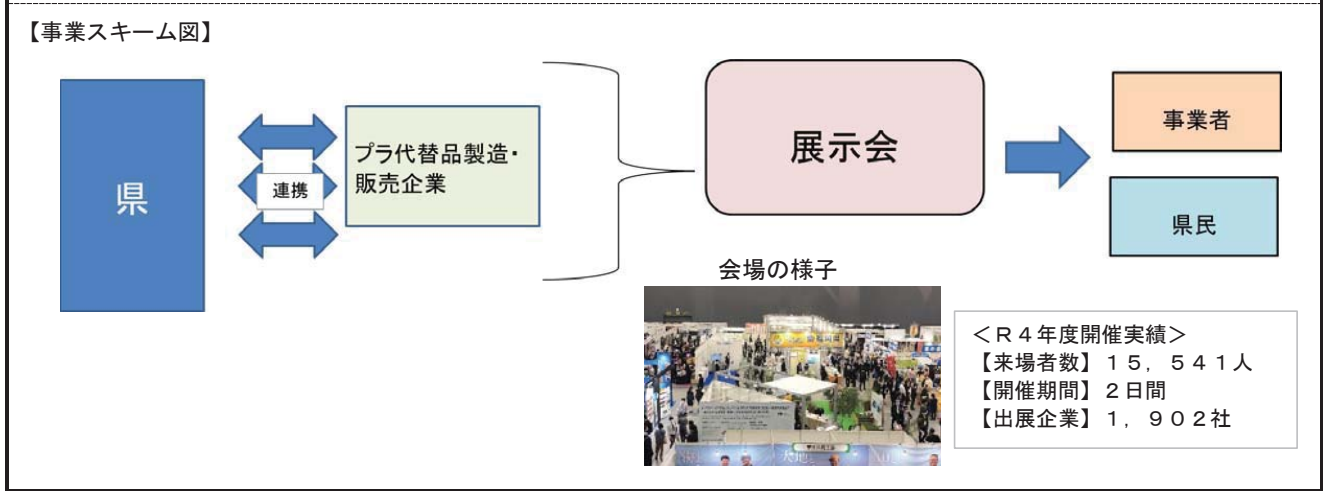 【事業スキーム図】
県
連携
プラ代替品製造・
販売企業
展示会
事業者
県民
会場の様子
＜Ｒ４年度開催実績＞
【来場者数】１５，５４１人
【開催期間】２日間
【出展企業】１，９０２社